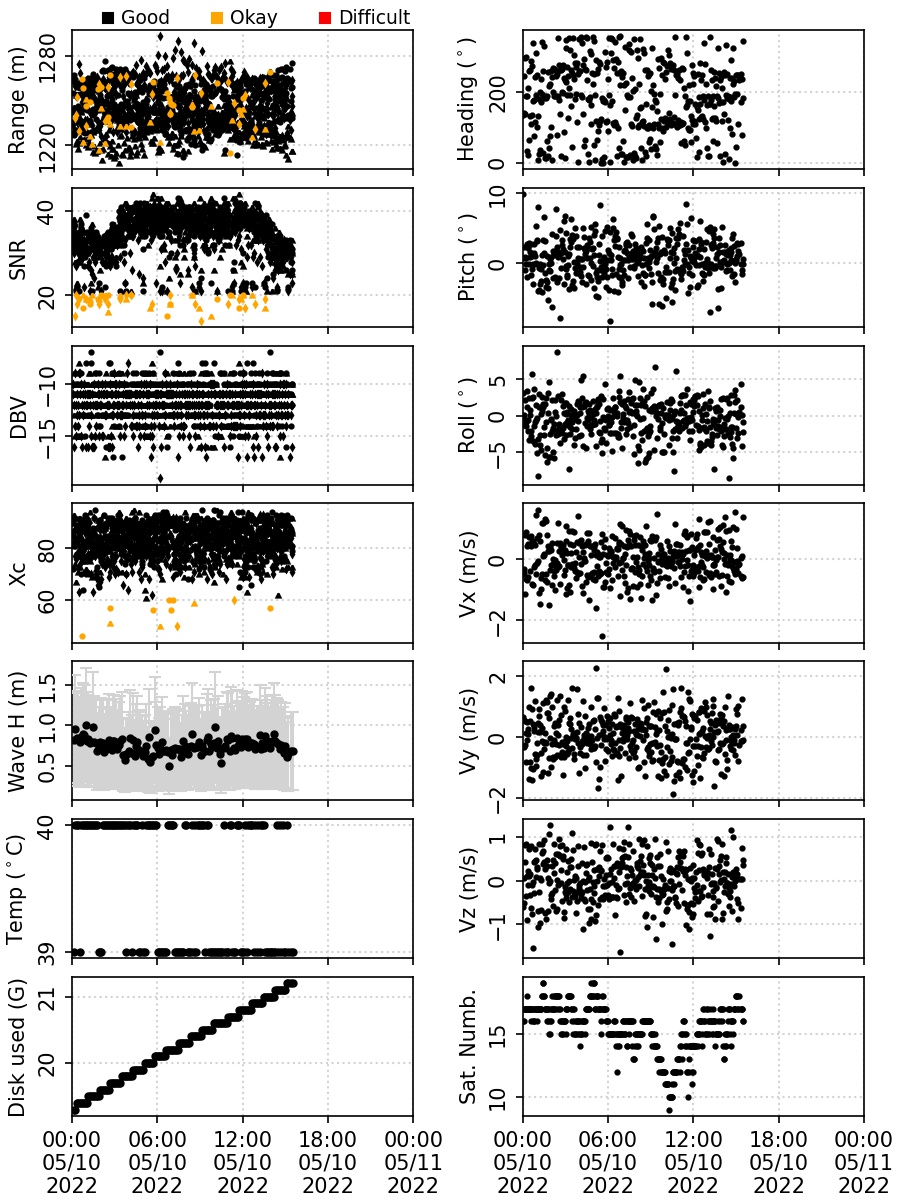 Good Okay Difficult
Range (m)
1280
1220
Heading (°)
200
0
SNR
40
20
Pitch (°)
10
0
DBV
−10
−15
Roll (°)
5
0
−5
Xc
80
60
Vx (m/s)
0
−2
Wave H (m)
1.5
1.0
0.5
Vy (m/s)
2
0
−2
Temp (°C)
40
39
Vz (m/s)
1
0
−1
Disk used (G)
21
20
Sat. Numb.
15
10
00:00 06:00 12:00 18:00 00:00
05/10 05/10 05/10 05/10 05/11
2022 2022 2022 2022 2022
00:00 06:00 12:00 18:00 00:00
05/10 05/10 05/10 05/10 05/11
2022 2022 2022 2022 2022